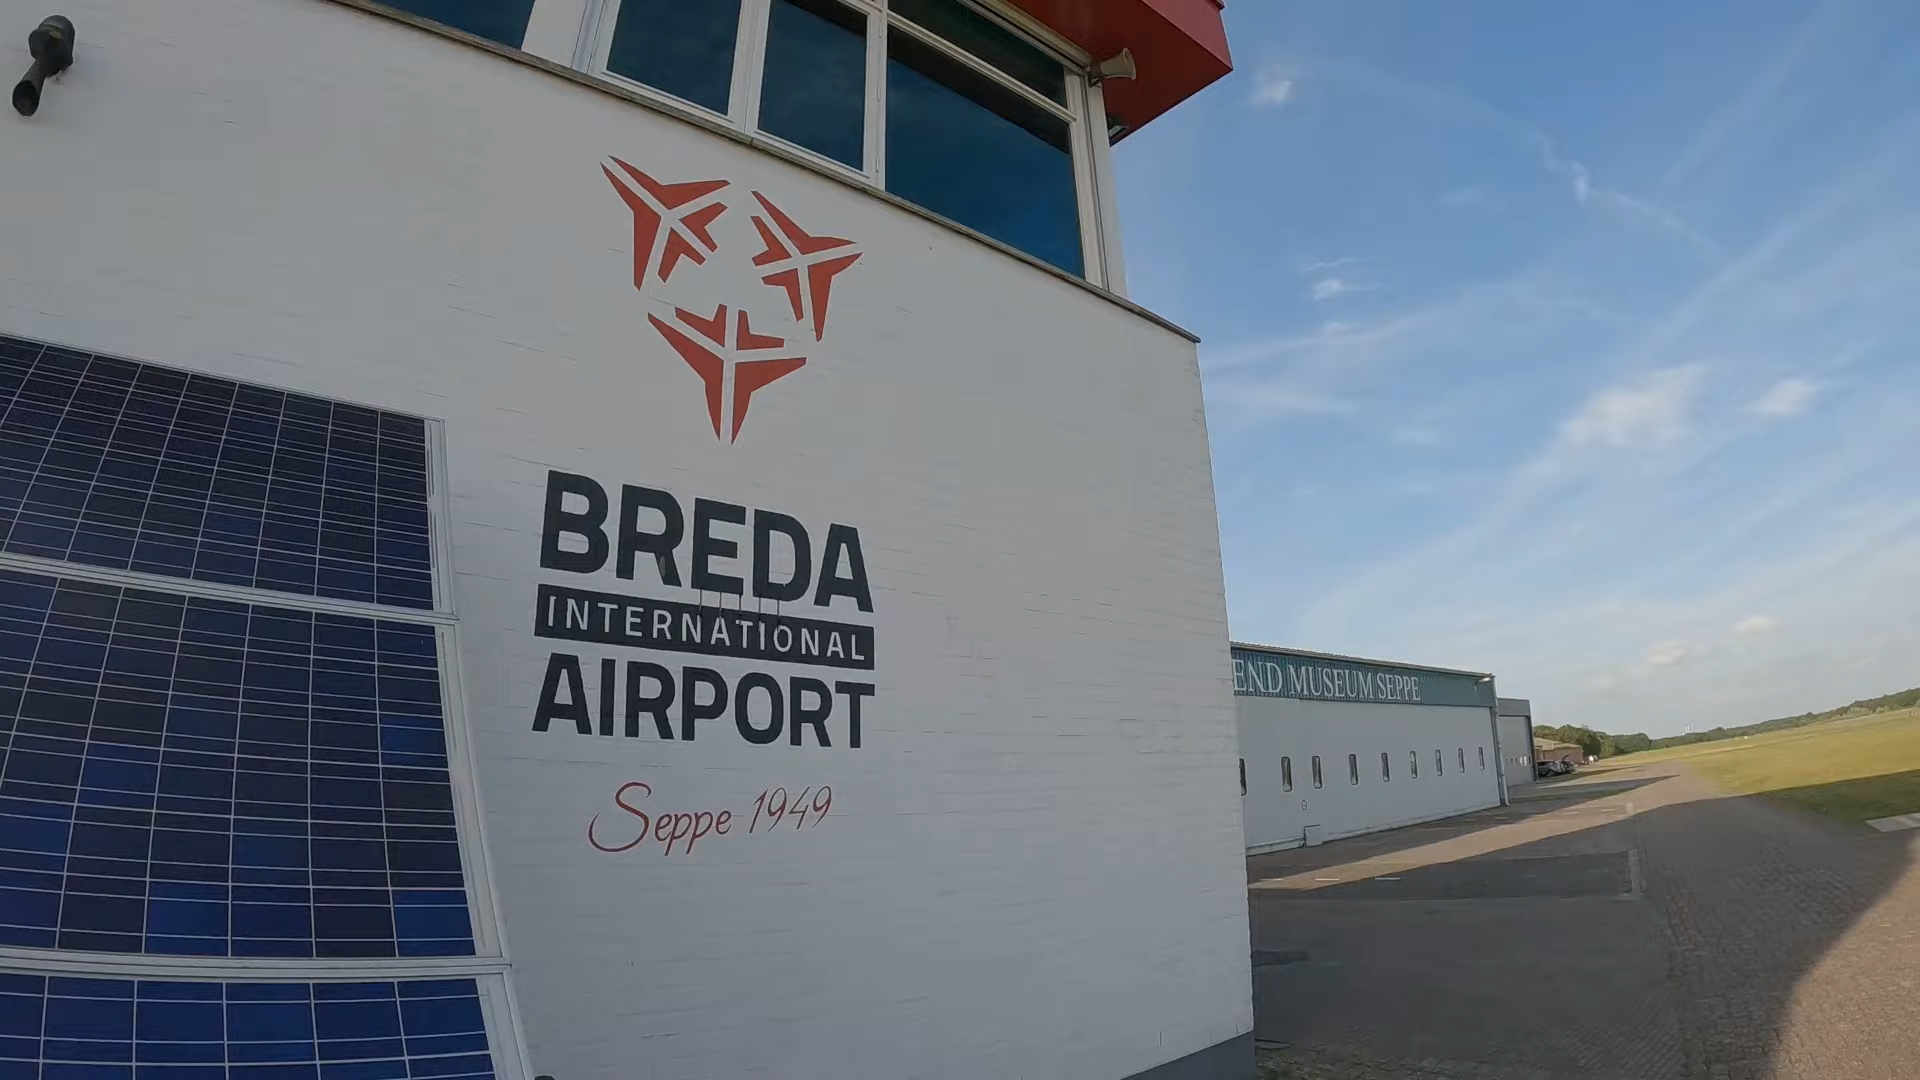 BREDA
INTERNATIONAL
AIRPORT
Seppe 1949
END MUSEUM SEPPE